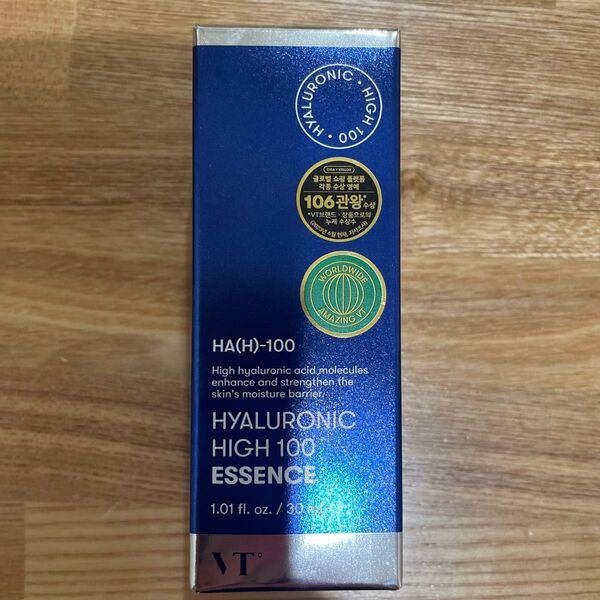 HYALURONIC • HIGH 100 •
CICA × HYALON
글로벌 쇼핑 플랫폼
각종 수상 영예
106관왕*수상
*VT브랜드 · 상품으로의
누계 수상수
WORLDWIDE
AMAZING VT
HA(H)-100
High hyaluronic acid molecules
enhance and strengthen the
skin's moisture barrier.
HYALURONIC
HIGH 100
ESSENCE
1.01 fl. oz. / 30
VT